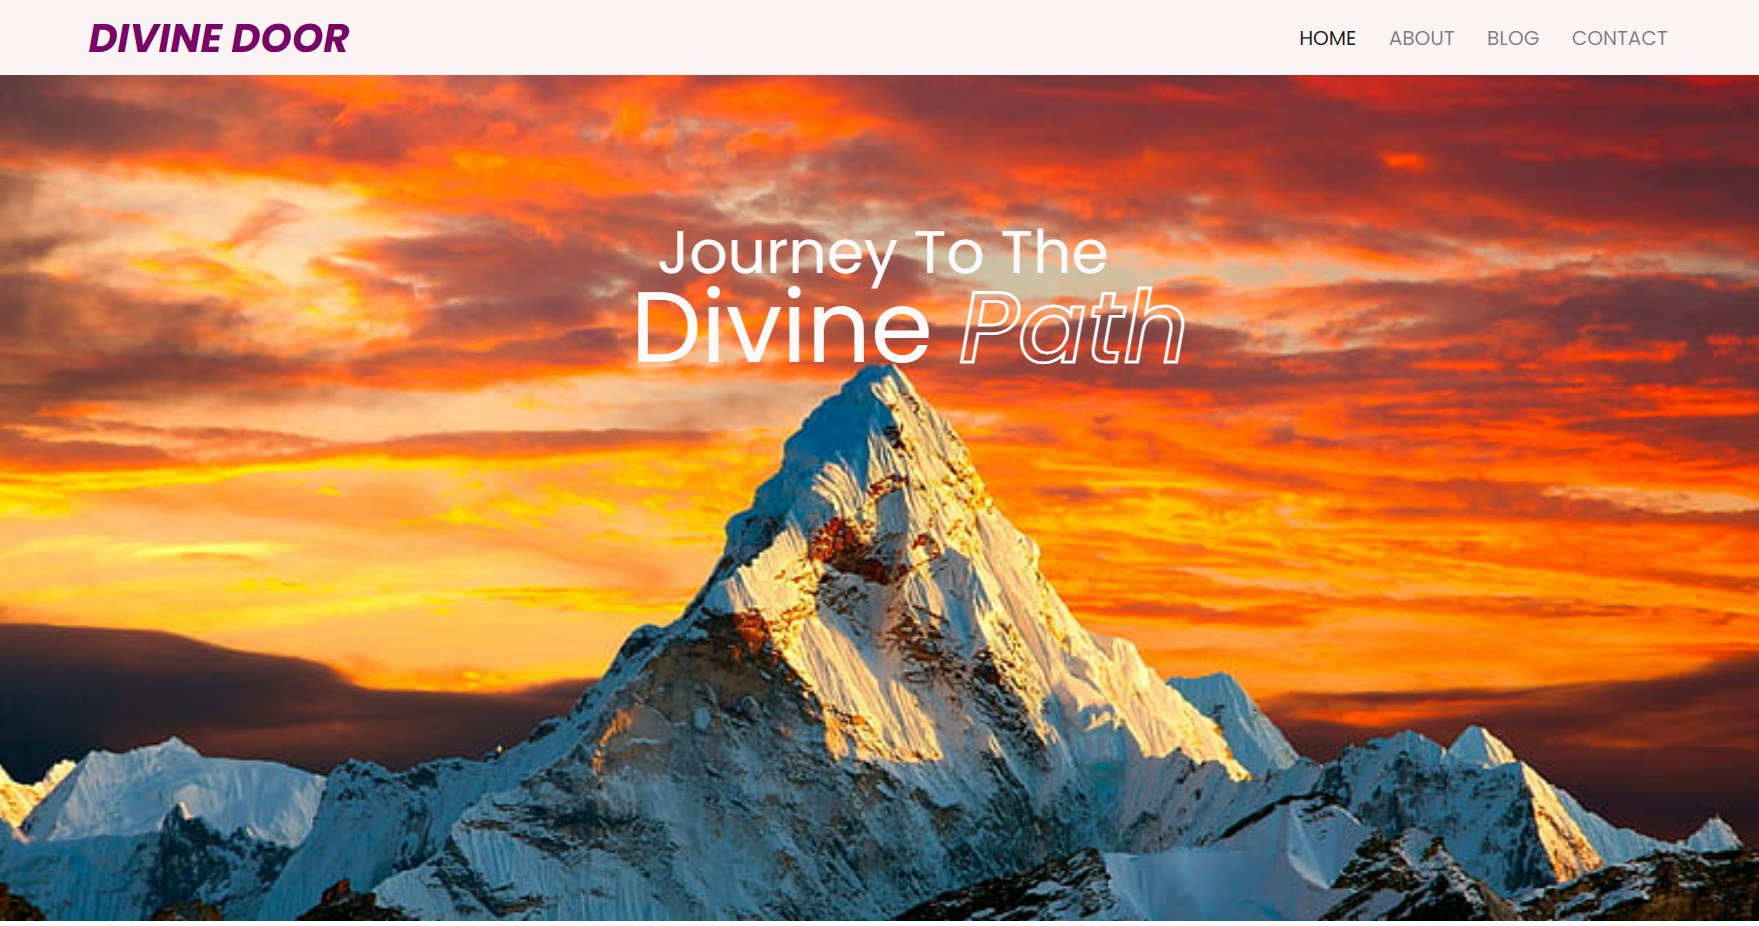 DIVINE DOOR
HOME ABOUT BLOG CONTACT
Journey To The
Divine Path